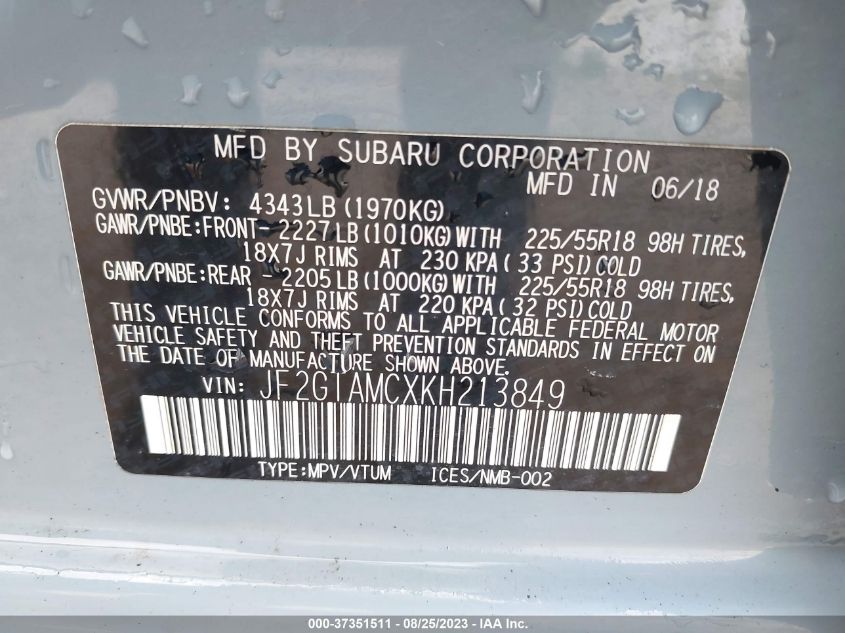 MFD BY SUBARU CORPORATION
MFD IN 06/18
GVWR/PNBV: 4343LB (1970KG)
GAWR/PNBE:FRONT- 2227LB(1010KG)WITH 225/55R18 98H TIRES,
18X7J RIMS AT 230 KPA( 33 PSI)COLD
GAWR/PNBE:REAR - 2205LB(1000KG)WITH 225/55R18 98H TIRES,
18X7J RIMS AT 220 KPA( 32 PSI)COLD
THIS VEHICLE CONFORMS TO ALL APPLICABLE FEDERAL MOTOR
VEHICLE SAFETY AND THEFT PREVENTION STANDARDS IN EFFECT ON
THE DATE OF MANUFACTURE SHOWN ABOVE.
VIN: JF2GTAMCXKH213849
TYPE:MPV/VTUM ICES/NMB-002
000-37351511 - 08/25/2023 - IAA, Inc.